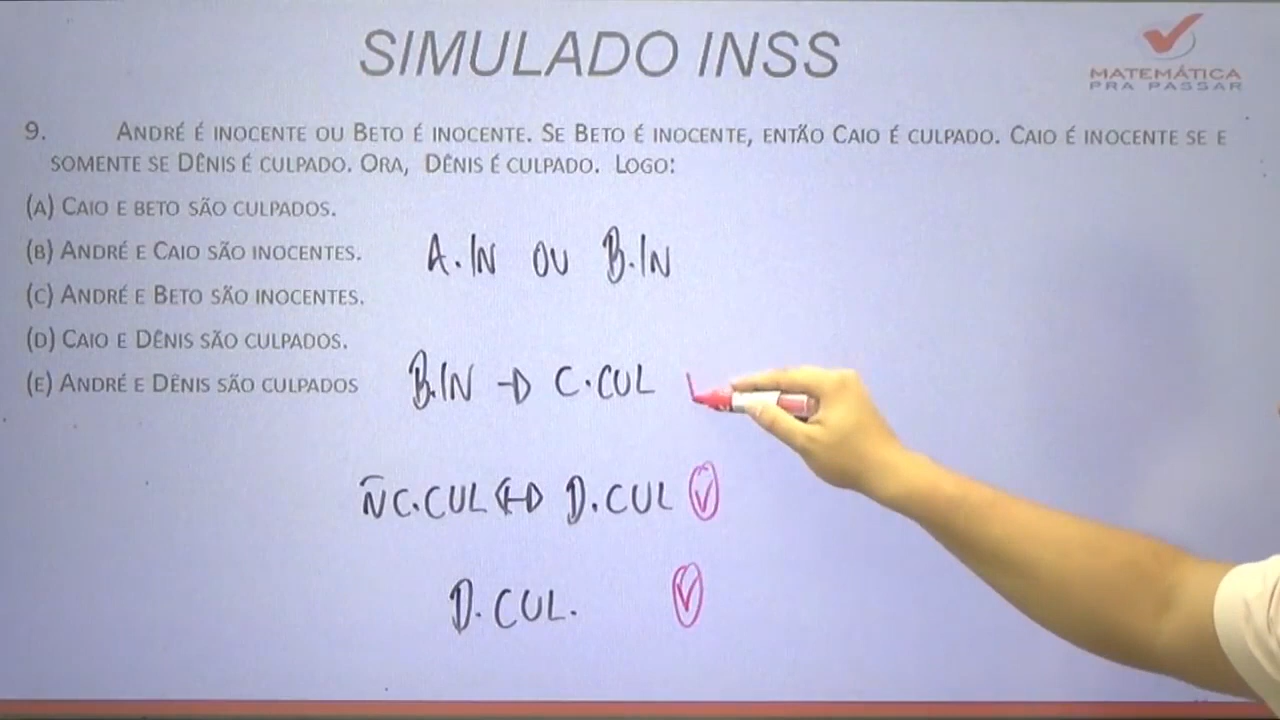 SIMULADO INSS
MATEMÁTICA
PRA PASSAR
9. ANDRÉ É INOCENTE OU BETO É INOCENTE. SE BETO É INOCENTE, ENTÃO CAIO É CULPADO. CAIO É INOCENTE SE E
SOMENTE SE DÊNIS É CULPADO. ORA, DÊNIS É CULPADO. LOGO:
(A) CAIO E BETO SÃO CULPADOS.
(B) ANDRÉ E CAIO SÃO INOCENTES.
(C) ANDRÉ E BETO SÃO INOCENTES.
(D) CAIO E DÊNIS SÃO CULPADOS.
(E) ANDRÉ E DÊNIS SÃO CULPADOS
A.IN OU B.IN
B.IN → C.CUL
Ñ C.CUL ↔ D.CUL V
D.CUL. V